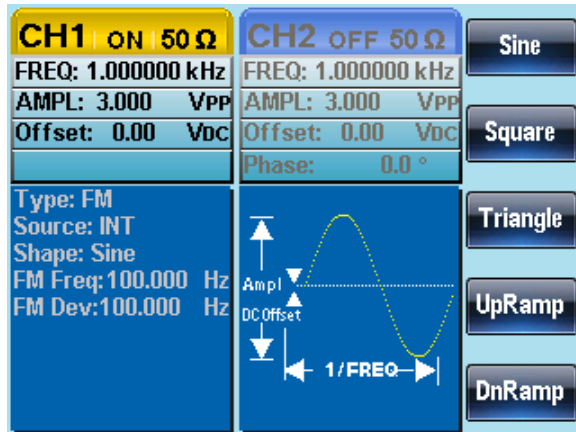 CH1 ON 50 Ω
FREQ: 1.000000 kHz
AMPL: 3.000 VPP
Offset: 0.00 VDC
CH2 OFF 50 Ω
FREQ: 1.000000 kHz
AMPL: 3.000 VPP
Offset: 0.00 VDC
Phase: 0.0 °
Type: FM
Source: INT
Shape: Sine
FM Freq:100.000 Hz
FM Dev:100.000 Hz
Ampl
DC Offset
1/FREQ
Sine
Square
Triangle
UpRamp
DnRamp